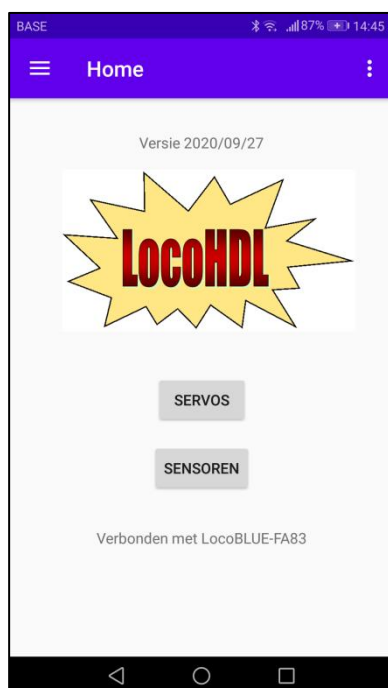 BASE 87% 14:45
Home
Versie 2020/09/27
LOCOHDL
SERVOS
SENSOREN
Verbonden met LocoBLUE-FA83